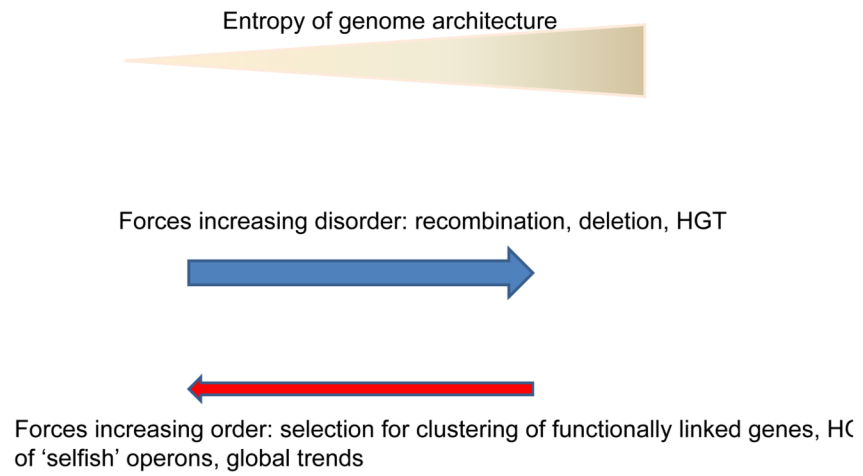 Entropy of genome architecture
Forces increasing disorder: recombination, deletion, HGT
Forces increasing order: selection for clustering of functionally linked genes,
of ‘selfish’ operons, global trends